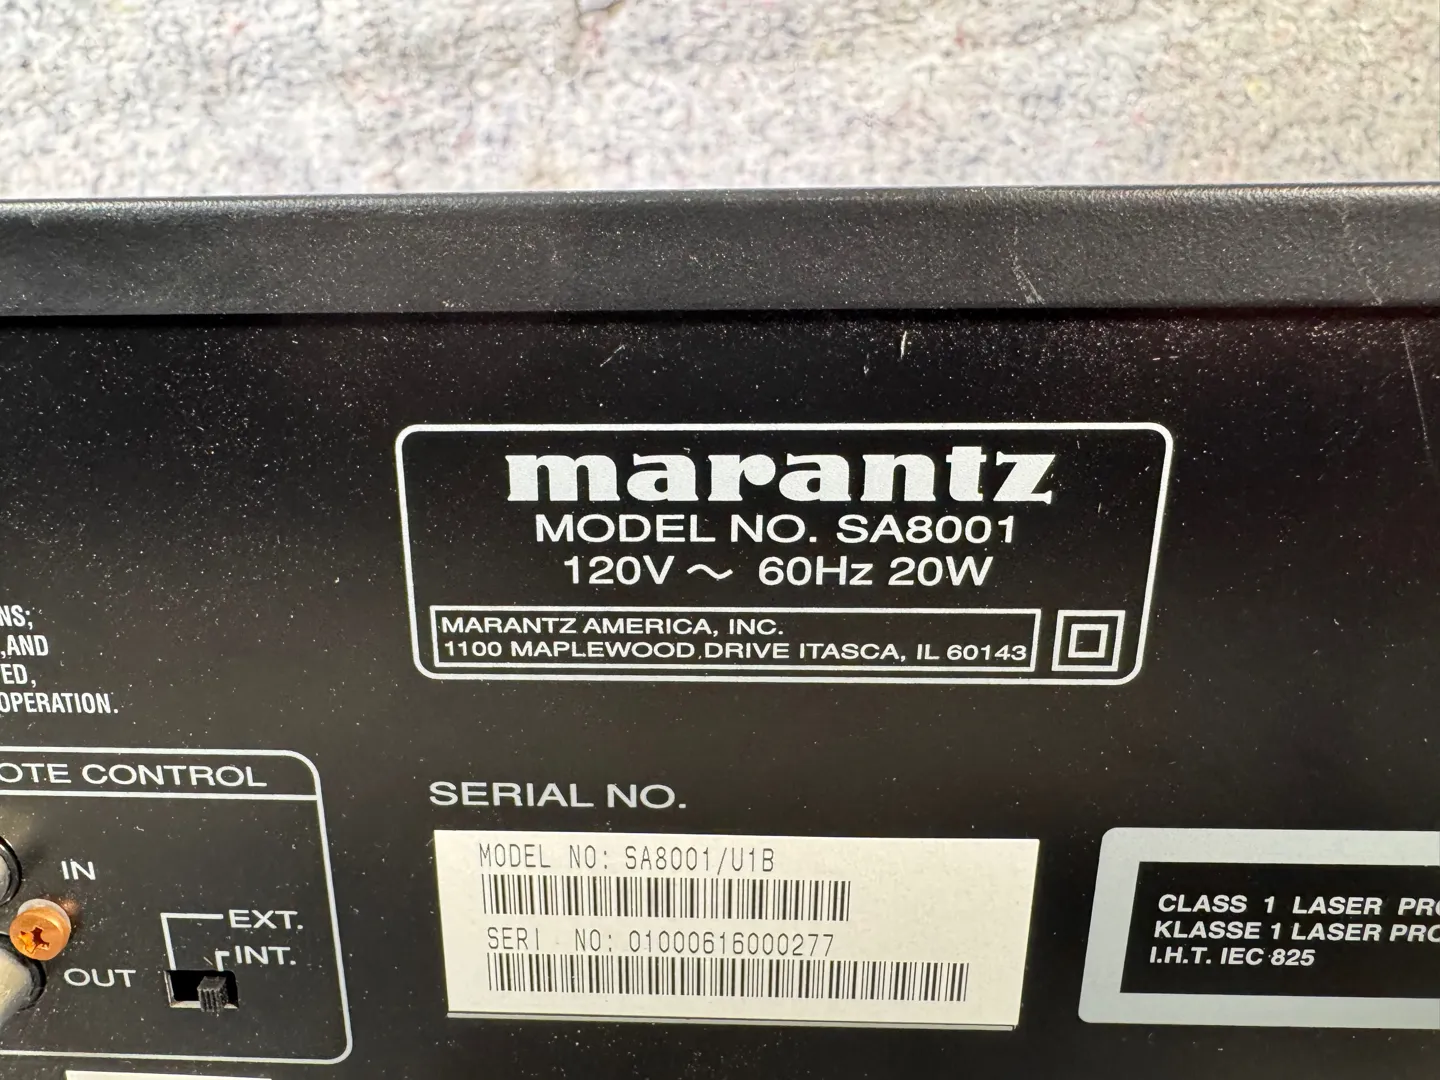 marantz
MODEL NO. SA8001
120V ~ 60Hz 20W
MARANTZ AMERICA, INC.
1100 MAPLEWOOD DRIVE ITASCA, IL 60143
NS;
,AND
ED,
OPERATION.
OTE CONTROL
IN
OUT
EXT.
INT.
SERIAL NO.
MODEL NO: SA8001/U1B
SERI NO: 01000616000277
CLASS 1 LASER PRO
KLASSE 1 LASER PRO
I.H.T. IEC 825